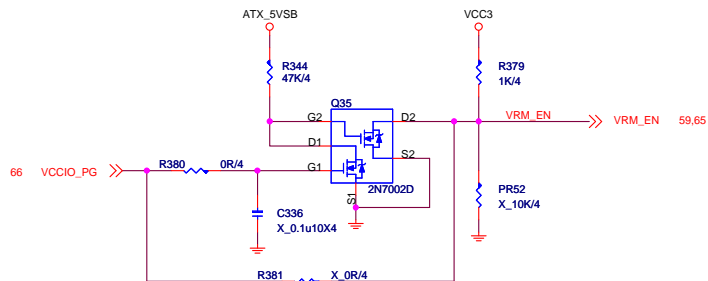 ATX_5VSB
VCC3
R344
47K/4
R379
1K/4
Q35
G2
D2
D1
S2
G1
S1
2N7002D
VRM_EN
VRM_EN 59,65
66 VCCIO_PG
R380 0R/4
C336
X_0.1u10X4
PR52
X_10K/4
R381 X_0R/4